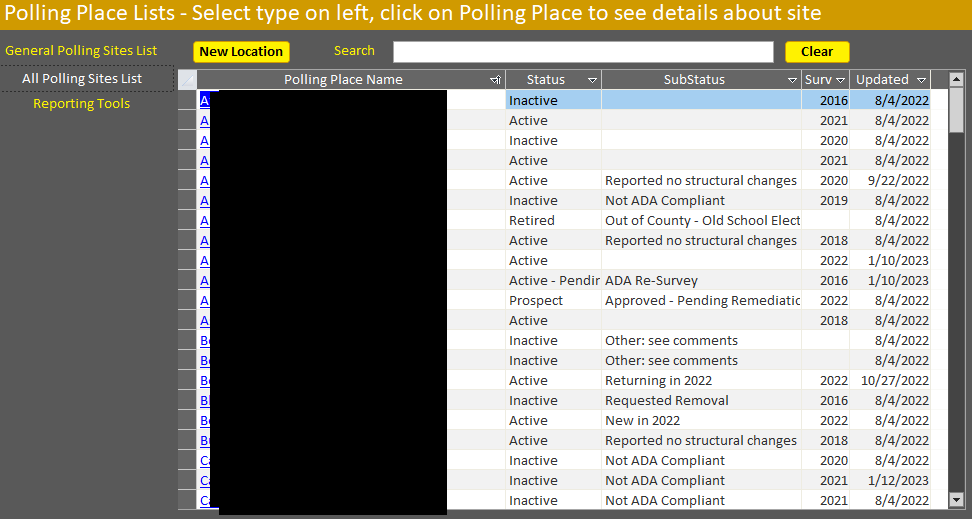 Polling Place Lists - Select type on left, click on Polling Place to see details about site
General Polling Sites List
New Location
Search
Clear
All Polling Sites List
Reporting Tools
Polling Place Name Status SubStatus Surv Updated
A Inactive 2016 8/4/2022
A Active 2021 8/4/2022
A Inactive 2020 8/4/2022
A Active 2021 8/4/2022
A Active Reported no structural changes 2020 9/22/2022
A Inactive Not ADA Compliant 2019 8/4/2022
A Retired Out of County - Old School Elect 8/4/2022
A Active Reported no structural changes 2018 8/4/2022
A Active 2022 1/10/2023
A Active - Pendin ADA Re-Survey 2016 1/10/2023
A Prospect Approved - Pending Remediatic 2022 8/4/2022
A Active 2018 8/4/2022
Inactive Other: see comments 8/4/2022
Inactive Other: see comments 8/4/2022
Active Returning in 2022 2022 10/27/2022
Inactive Requested Removal 2016 8/4/2022
Active New in 2022 2022 8/4/2022
Active Reported no structural changes 2018 8/4/2022
Inactive Not ADA Compliant 2020 8/4/2022
Inactive Not ADA Compliant 2021 1/12/2023
Inactive Not ADA Compliant 2021 8/4/2022